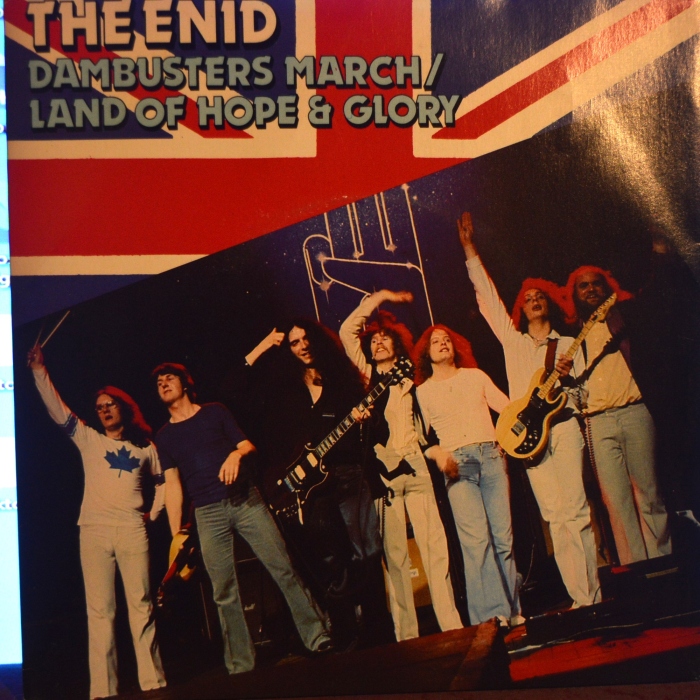 THE ENID
DAMBUSTERS MARCH/
LAND OF HOPE & GLORY